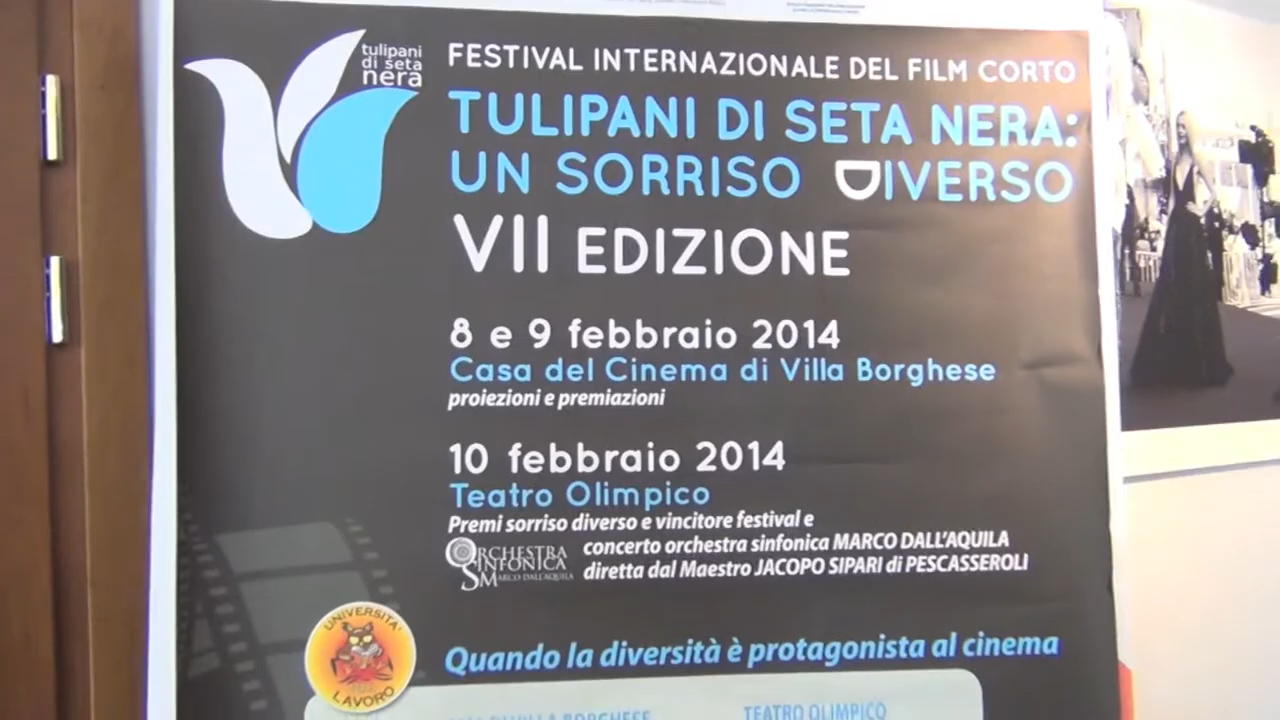 tulipani
di seta
nera
FESTIVAL INTERNAZIONALE DEL FILM CORTO
TULIPANI DI SETA NERA:
UN SORRISO DIVERSO
VII EDIZIONE
8 e 9 febbraio 2014
Casa del Cinema di Villa Borghese
proiezioni e premiazioni
10 febbraio 2014
Teatro Olimpico
Premi sorriso diverso e vincitore festival e
concerto orchestra sinfonica MARCO DALL'AQUILA
diretta dal Maestro JACOPO SIPARI di PESCASSEROLI
ORCHESTRA
SINFONICA
MARCO DALL'AQUILA
UNIVERSITA'
LAVORO
Quando la diversità è protagonista al cinema
VILLA BORGHESE
TEATRO OLIMPICO